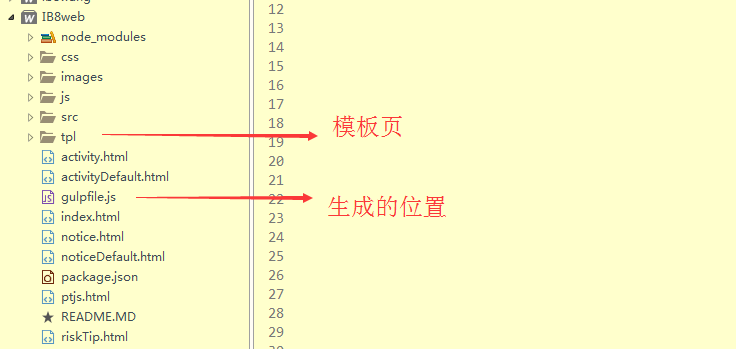 12
IB8web
13
node_modules
14
css
15
images
16
js
17
src
18
模板页
tpl
19
activity.html
20
activityDefault.html
21
gulpfile.js
22
生成的位置
index.html
23
notice.html
24
noticeDefault.html
25
package.json
26
ptjs.html
27
README.MD
28
riskTip.html
29